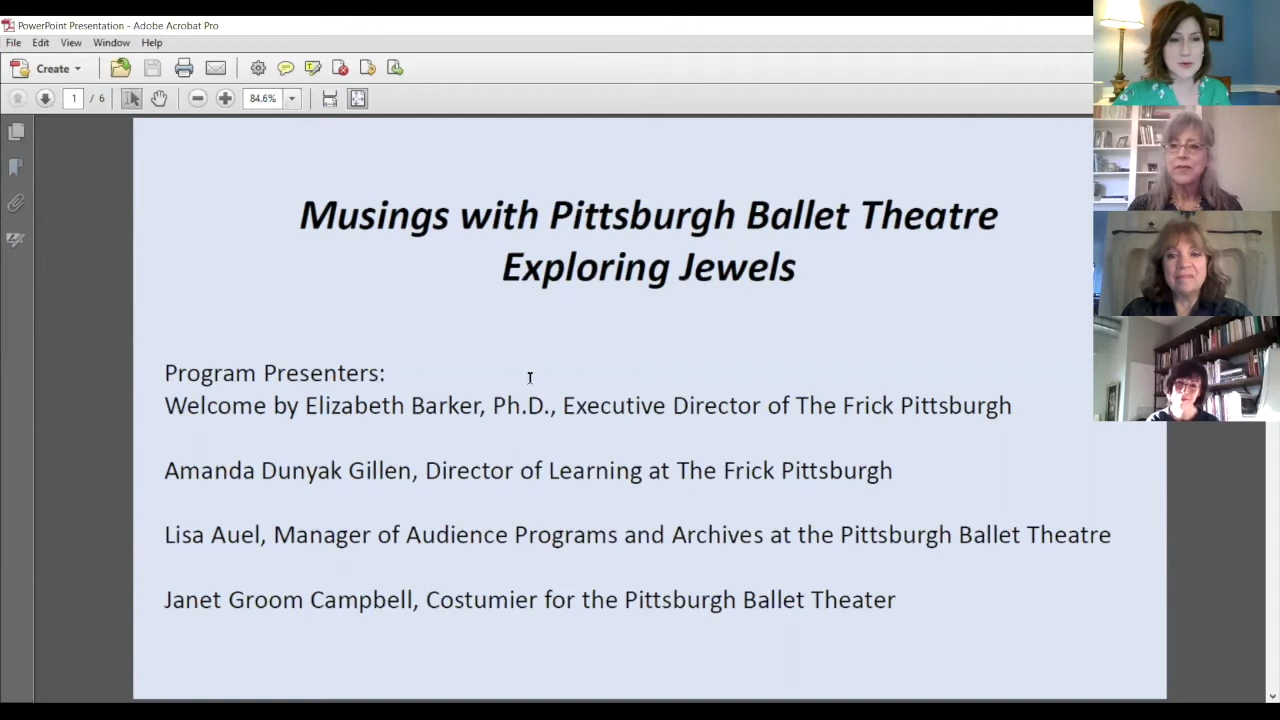 PowerPoint Presentation - Adobe Acrobat Pro
File Edit View Window Help
Create
1 / 6 84.6%
Musings with Pittsburgh Ballet Theatre
Exploring Jewels
Program Presenters:
Welcome by Elizabeth Barker, Ph.D., Executive Director of The Frick Pittsburgh
Amanda Dunyak Gillen, Director of Learning at The Frick Pittsburgh
Lisa Auel, Manager of Audience Programs and Archives at the Pittsburgh Ballet Theatre
Janet Groom Campbell, Costumier for the Pittsburgh Ballet Theater